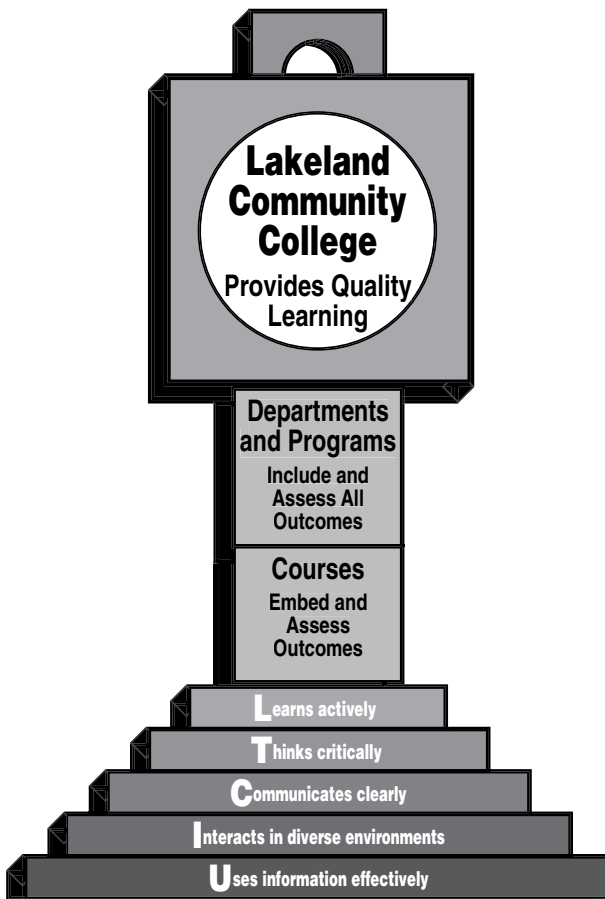 Lakeland
Community
College
Provides Quality
Learning
Departments
and Programs
Include and
Assess All
Outcomes
Courses
Embed and
Assess
Outcomes
Learns actively
Thinks critically
Communicates clearly
Interacts in diverse environments
Uses information effectively